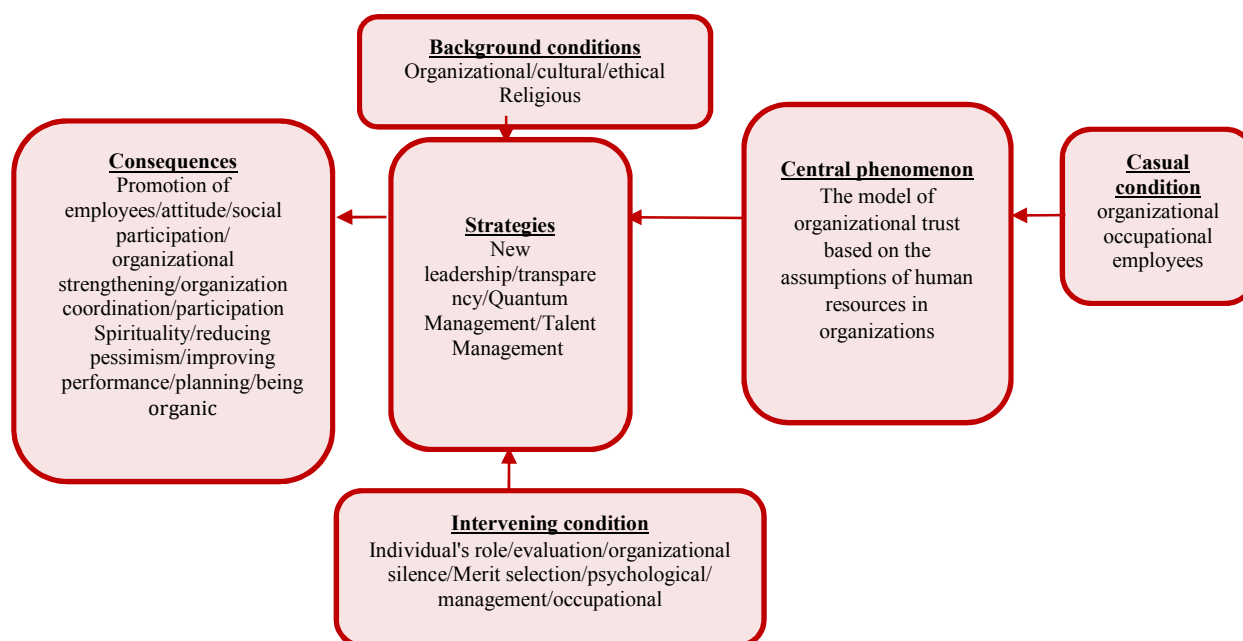 Background conditions
Organizational/cultural/ethical
Religious
Consequences
Promotion of
employees/attitude/social
participation/
organizational
strengthening/organization
coordination/participation
Spirituality/reducing
pessimism/improving
performance/planning/being
organic
Strategies
New
leadership/transpare
ncy/Quantum
Management/Talent
Management
Central phenomenon
The model of
organizational trust
based on the
assumptions of human
resources in
organizations
Casual
condition
organizational
occupational
employees
Intervening condition
Individual's role/evaluation/organizational
silence/Merit selection/psychological/
management/occupational